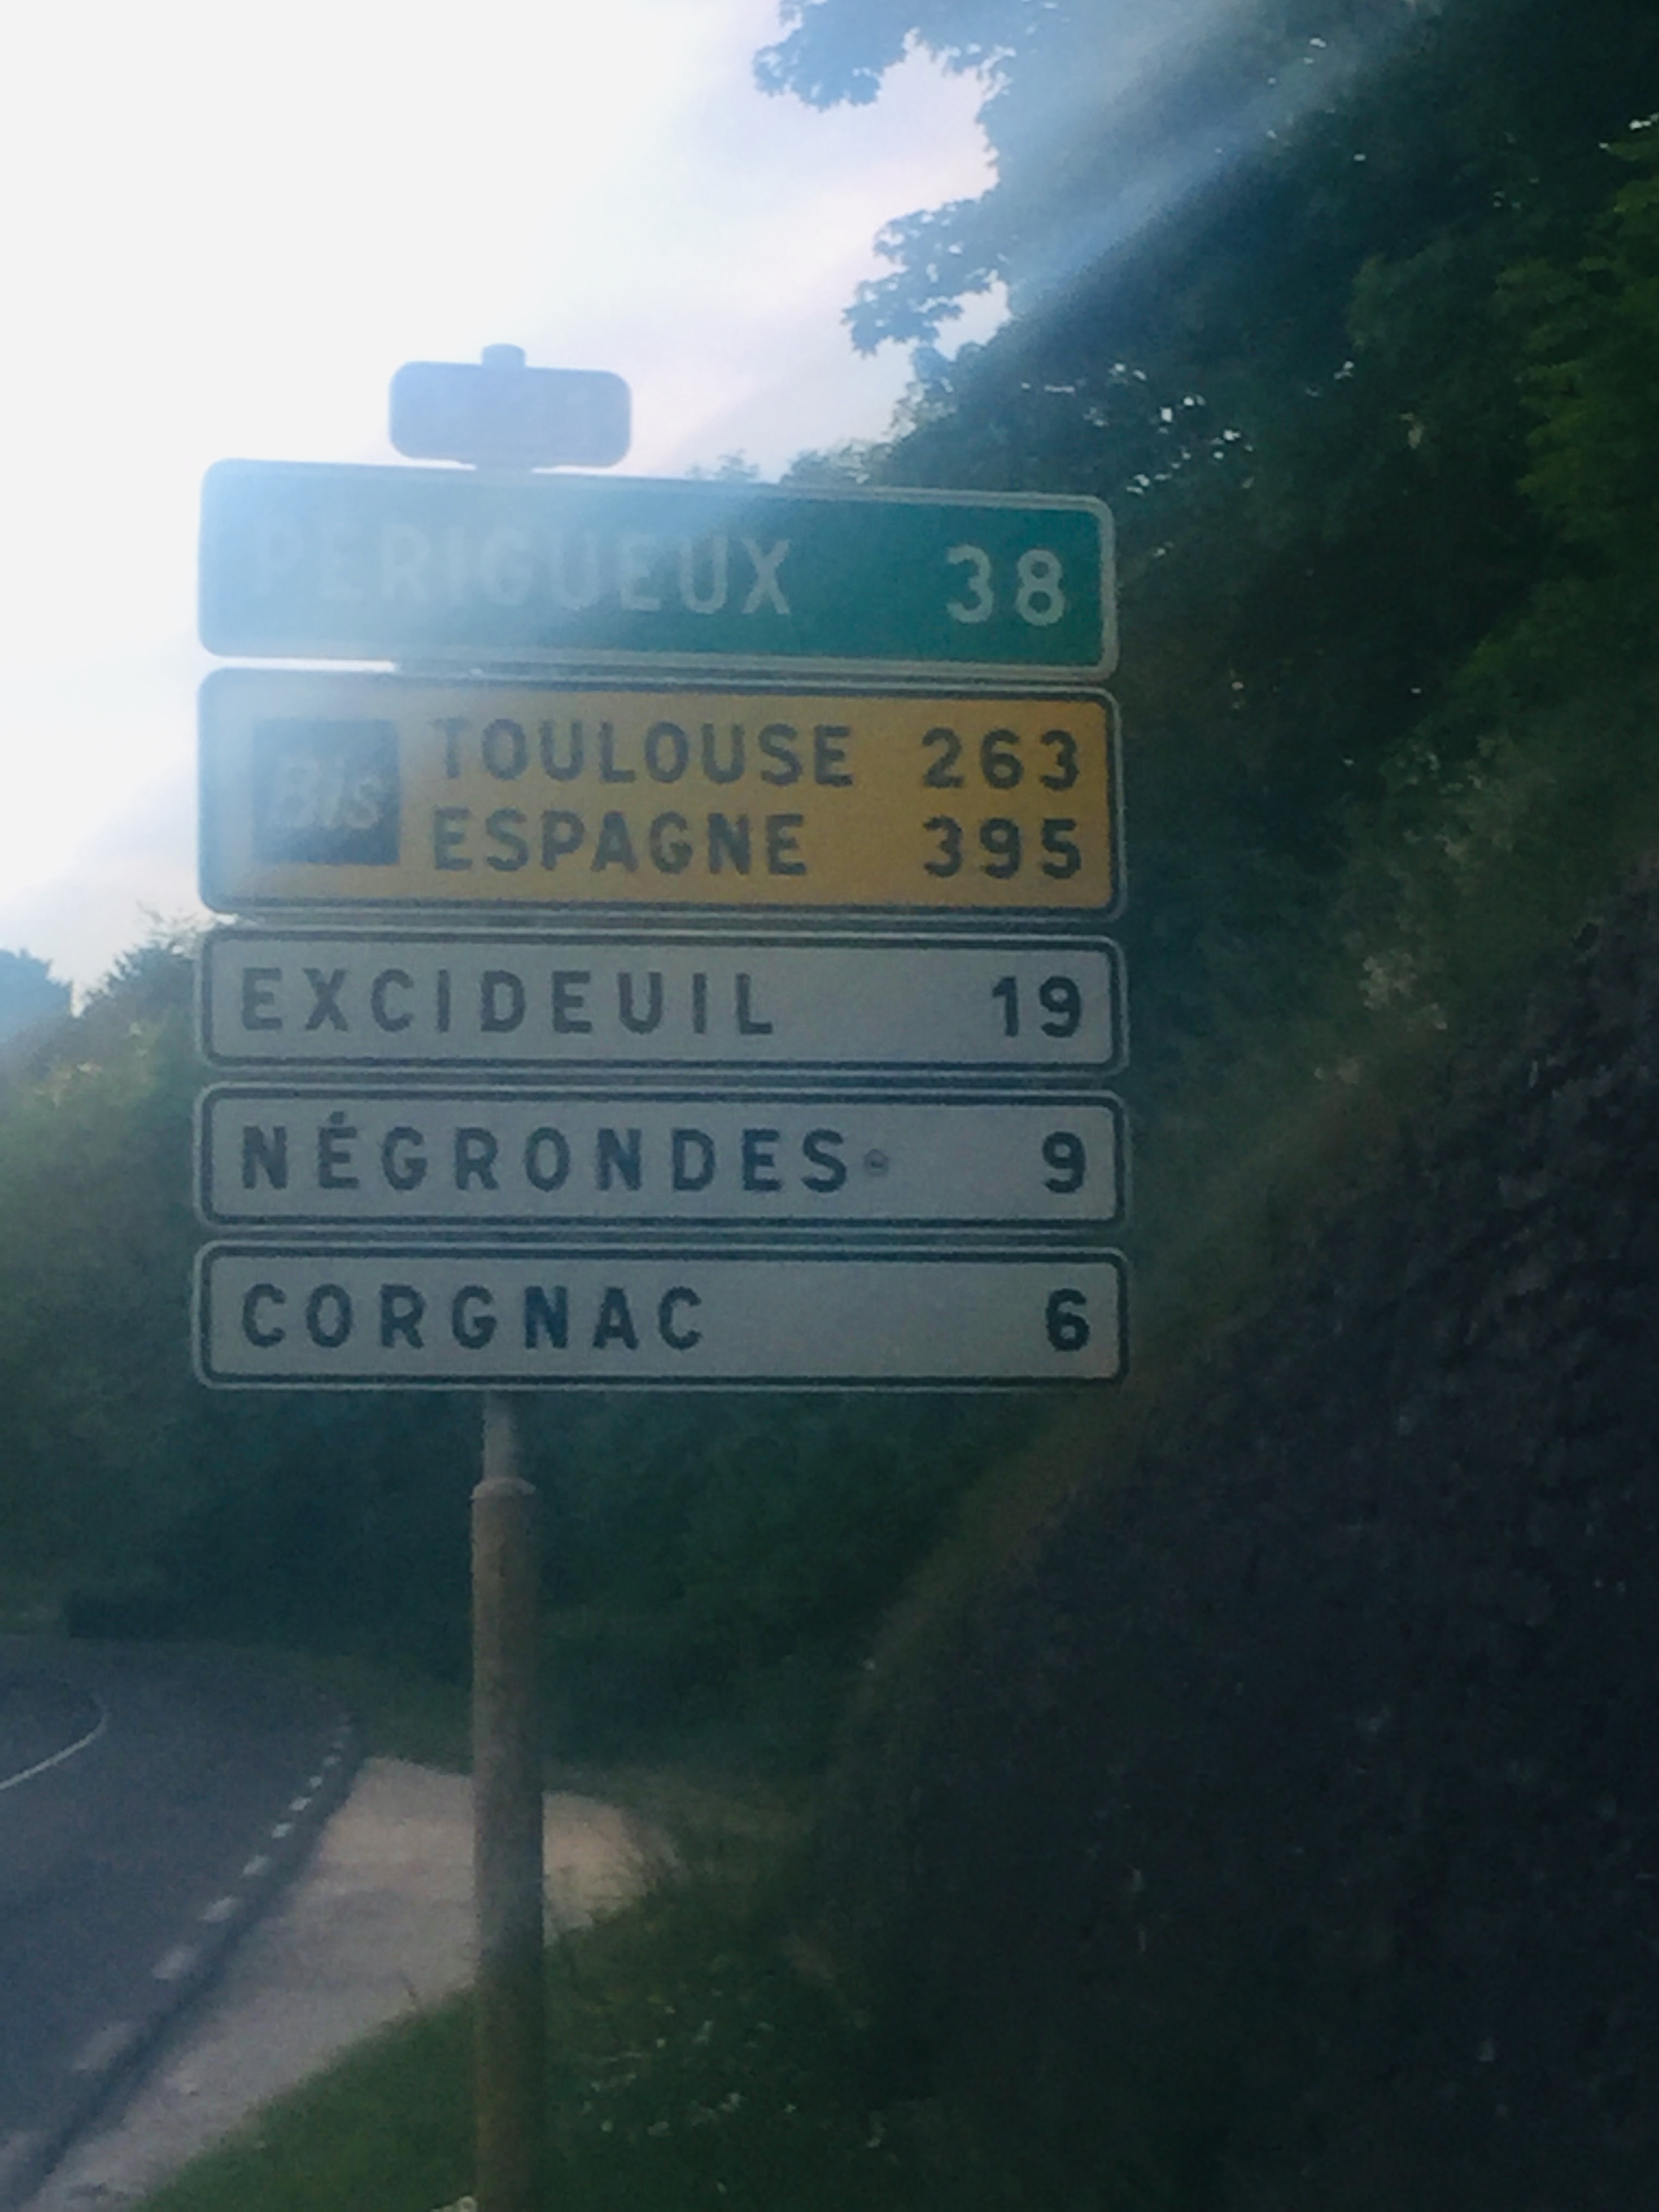 PERIGUEUX 38
Bis TOULOUSE 263
ESPAGNE 395
EXCIDEUIL 19
NÉGRONDES 9
CORGNAC 6